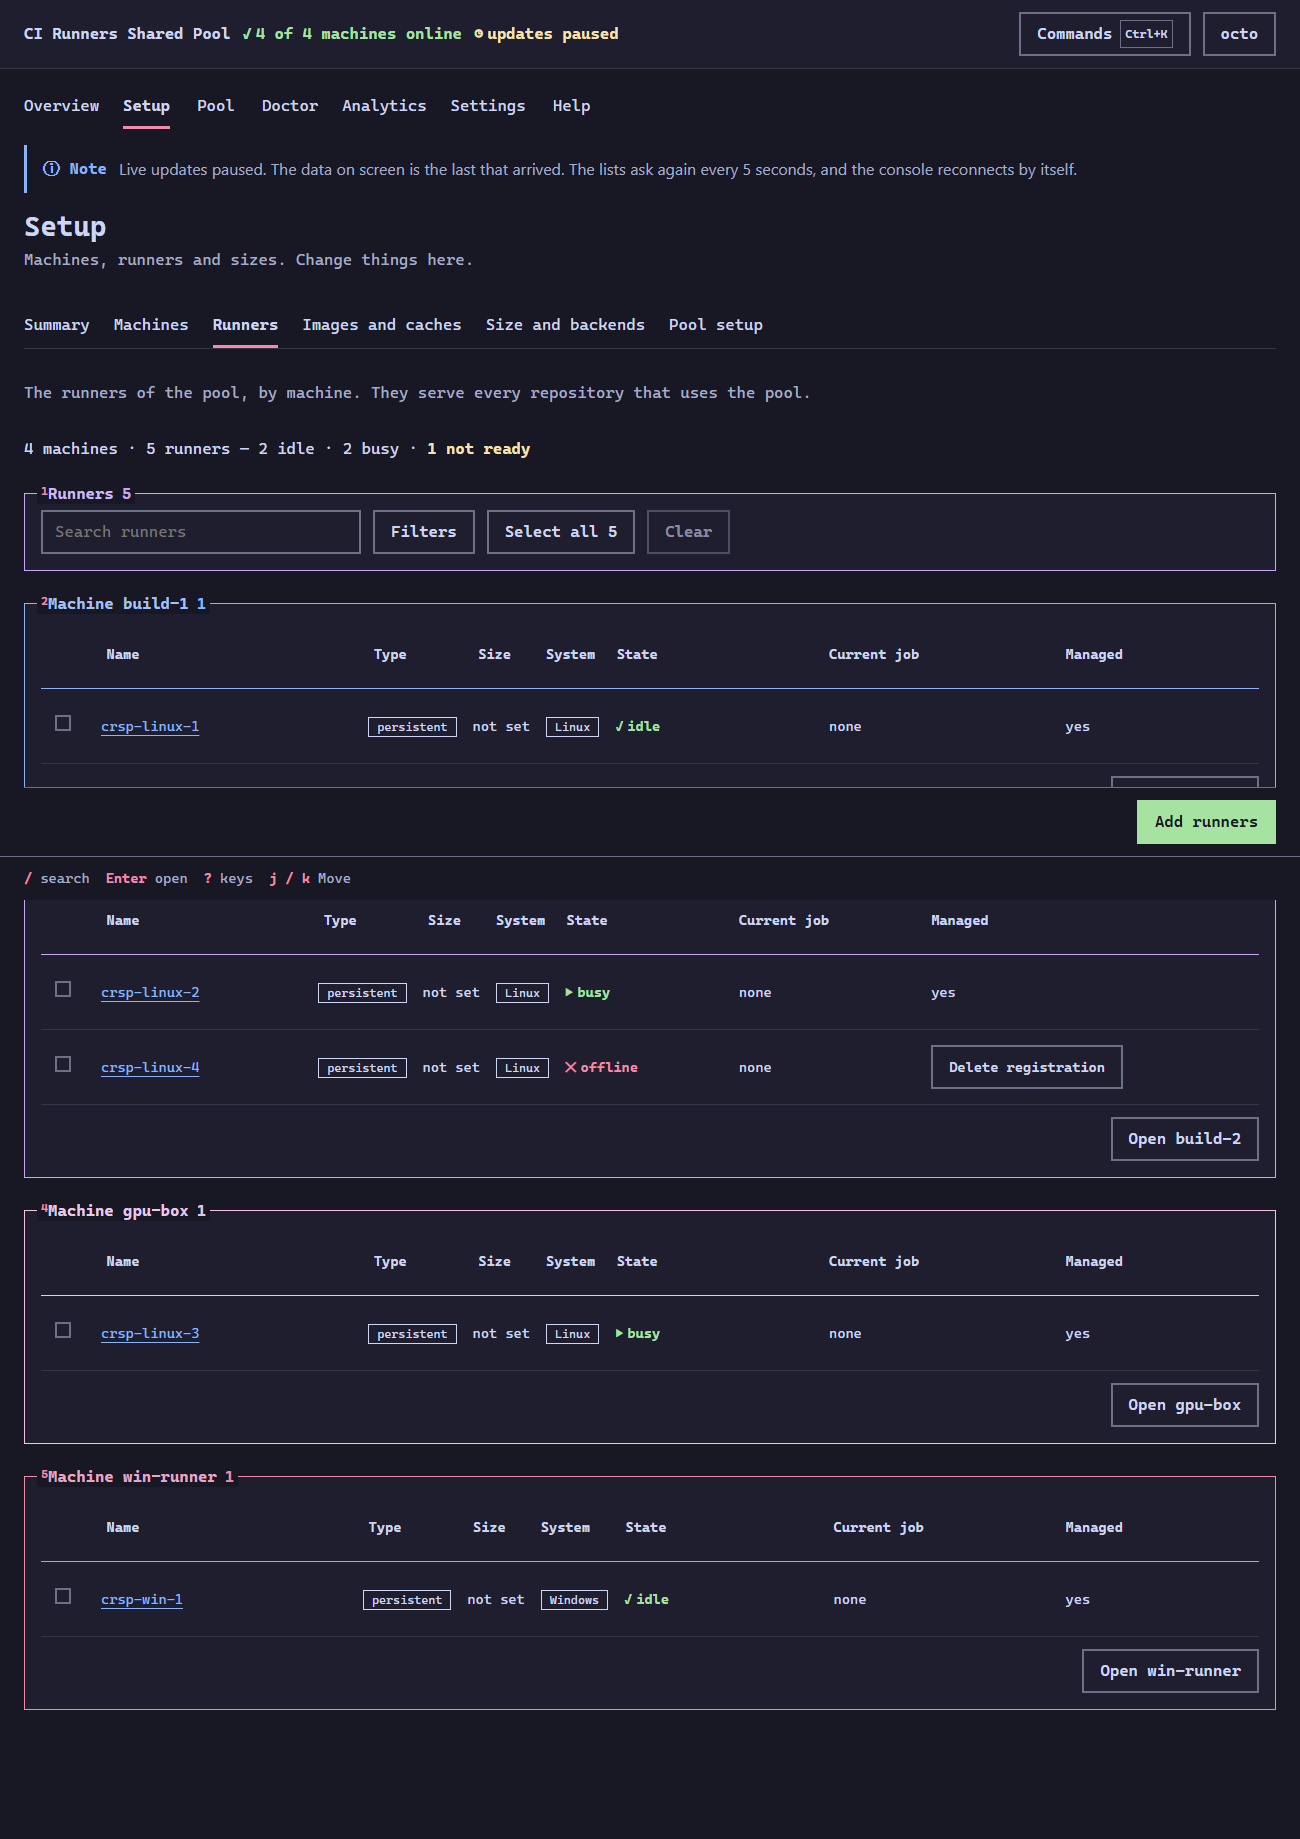 CI Runners Shared Pool ✓ 4 of 4 machines online updates paused Commands Ctrl+K octo
Overview Setup Pool Doctor Analytics Settings Help
ⓘ Note Live updates paused. The data on screen is the last that arrived. The lists ask again every 5 seconds, and the console reconnects by itself.
Setup
Machines, runners and sizes. Change things here.
Summary Machines Runners Images and caches Size and backends Pool setup
The runners of the pool, by machine. They serve every repository that uses the pool.
4 machines · 5 runners — 2 idle · 2 busy · 1 not ready
1Runners 5
Search runners Filters Select all 5 Clear
2Machine build-1 1
Name Type Size System State Current job Managed
crsp-linux-1 persistent not set Linux ✓ idle none yes
Add runners
/ search Enter open ? keys j / k Move
Name Type Size System State Current job Managed
crsp-linux-2 persistent not set Linux ▶ busy none yes
crsp-linux-4 persistent not set Linux ✕ offline none Delete registration
Open build-2
4Machine gpu-box 1
Name Type Size System State Current job Managed
crsp-linux-3 persistent not set Linux ▶ busy none yes
Open gpu-box
5Machine win-runner 1
Name Type Size System State Current job Managed
crsp-win-1 persistent not set Windows ✓ idle none yes
Open win-runner